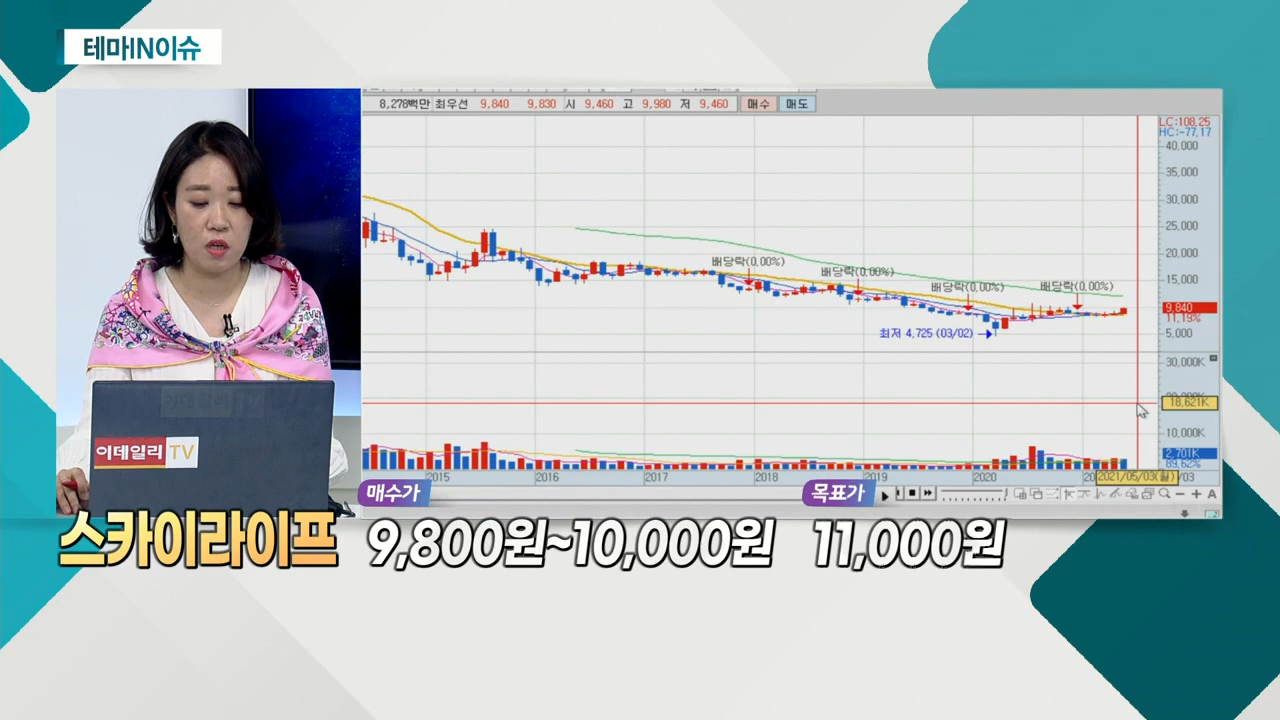 테마IN이슈
8,278백만 최우선 9,840 9,830 시 9,460 고 9,980 저 9,460 매수 매도
LC:108.25
HC:-77.17
40,000
35,000
30,000
25,000
20,000
15,000
배당락(0.00%)
배당락(0.00%)
배당락(0.00%)
배당락(0.00%)
9,840
11.19%
최저 4,725 (03/02)
5,000
30,000K
18,621K
10,000K
2,701K
89.62%
2015 2016 2017 2018 2019 2020 2021/05/03(월) /03
이데일리 TV
매수가 목표가
스카이라이프 9,800원~10,000원 11,000원